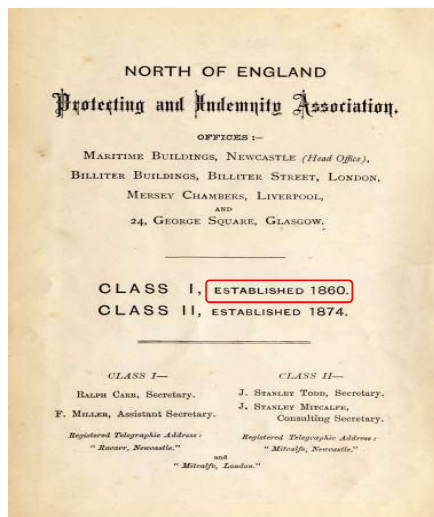 NORTH OF ENGLAND
Protecting and Indemnity Association.
OFFICES :—
MARITIME BUILDINGS, NEWCASTLE (Head Office),
BILLITER BUILDINGS, BILLITER STREET, LONDON,
MERSEY CHAMBERS, LIVERPOOL,
AND
24, GEORGE SQUARE, GLASGOW.
CLASS I, ESTABLISHED 1860.
CLASS II, ESTABLISHED 1874.
CLASS I—
RALPH CARR, Secretary.
F. MILLER, Assistant Secretary.
Registered Telegraphic Address :
" Racarr, Newcastle."
CLASS II—
J. STANLEY TODD, Secretary.
J. STANLEY MITCALFE,
Consulting Secretary.
Registered Telegraphic Address :
" Mitcalfe, Newcastle."
and
" Mitcalfe, London."